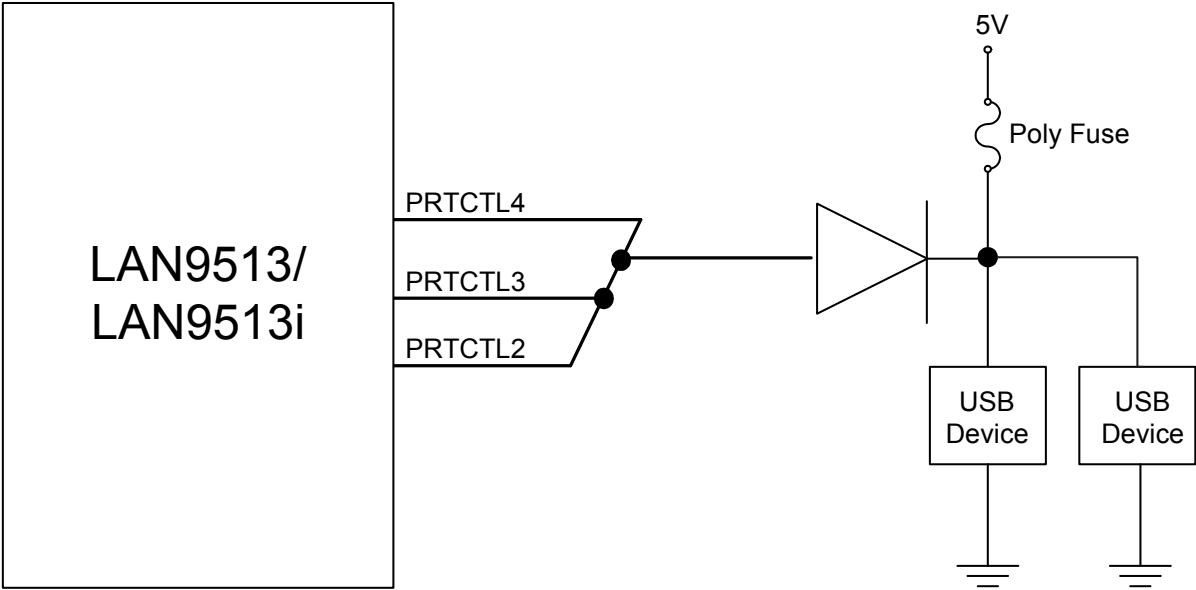 5V
Poly Fuse
PRTCTL4
LAN9513/
LAN9513i
PRTCTL3
PRTCTL2
USB
Device
USB
Device